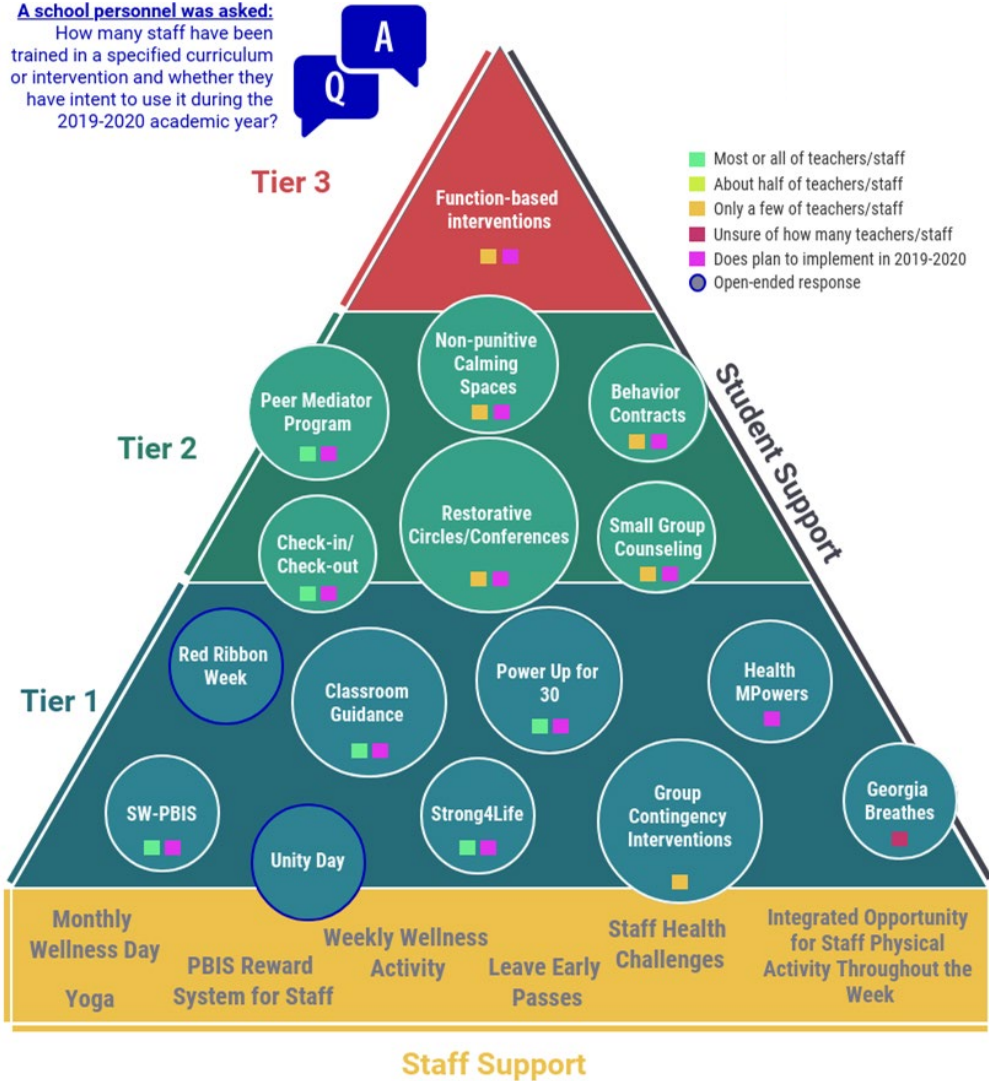 A school personnel was asked:
How many staff have been
trained in a specified curriculum
or intervention and whether they
have intent to use it during the
2019-2020 academic year?
A
Q
Most or all of teachers/staff
About half of teachers/staff
Only a few of teachers/staff
Unsure of how many teachers/staff
Does plan to implement in 2019-2020
Open-ended response
Tier 3
Function-based
interventions
Tier 2
Non-punitive
Calming
Spaces
Peer Mediator
Program
Behavior
Contracts
Restorative
Circles/Conferences
Check-in/
Check-out
Small Group
Counseling
Student Support
Tier 1
Red Ribbon
Week
Classroom
Guidance
Power Up for
30
Health
MPowers
SW-PBIS
Unity Day
Strong4Life
Group
Contingency
Interventions
Georgia
Breathes
Monthly
Wellness Day
Yoga
PBIS Reward
System for Staff
Weekly Wellness
Activity
Leave Early
Passes
Staff Health
Challenges
Integrated Opportunity
for Staff Physical
Activity Throughout the
Week
Staff Support